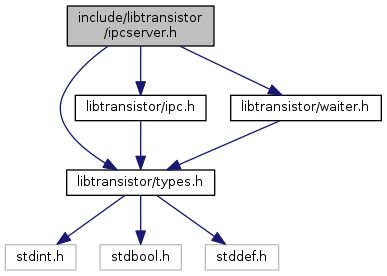 include/libtransistor
/ipcserver.h
libtransistor/ipc.h
libtransistor/waiter.h
libtransistor/types.h
stdint.h
stdbool.h
stddef.h